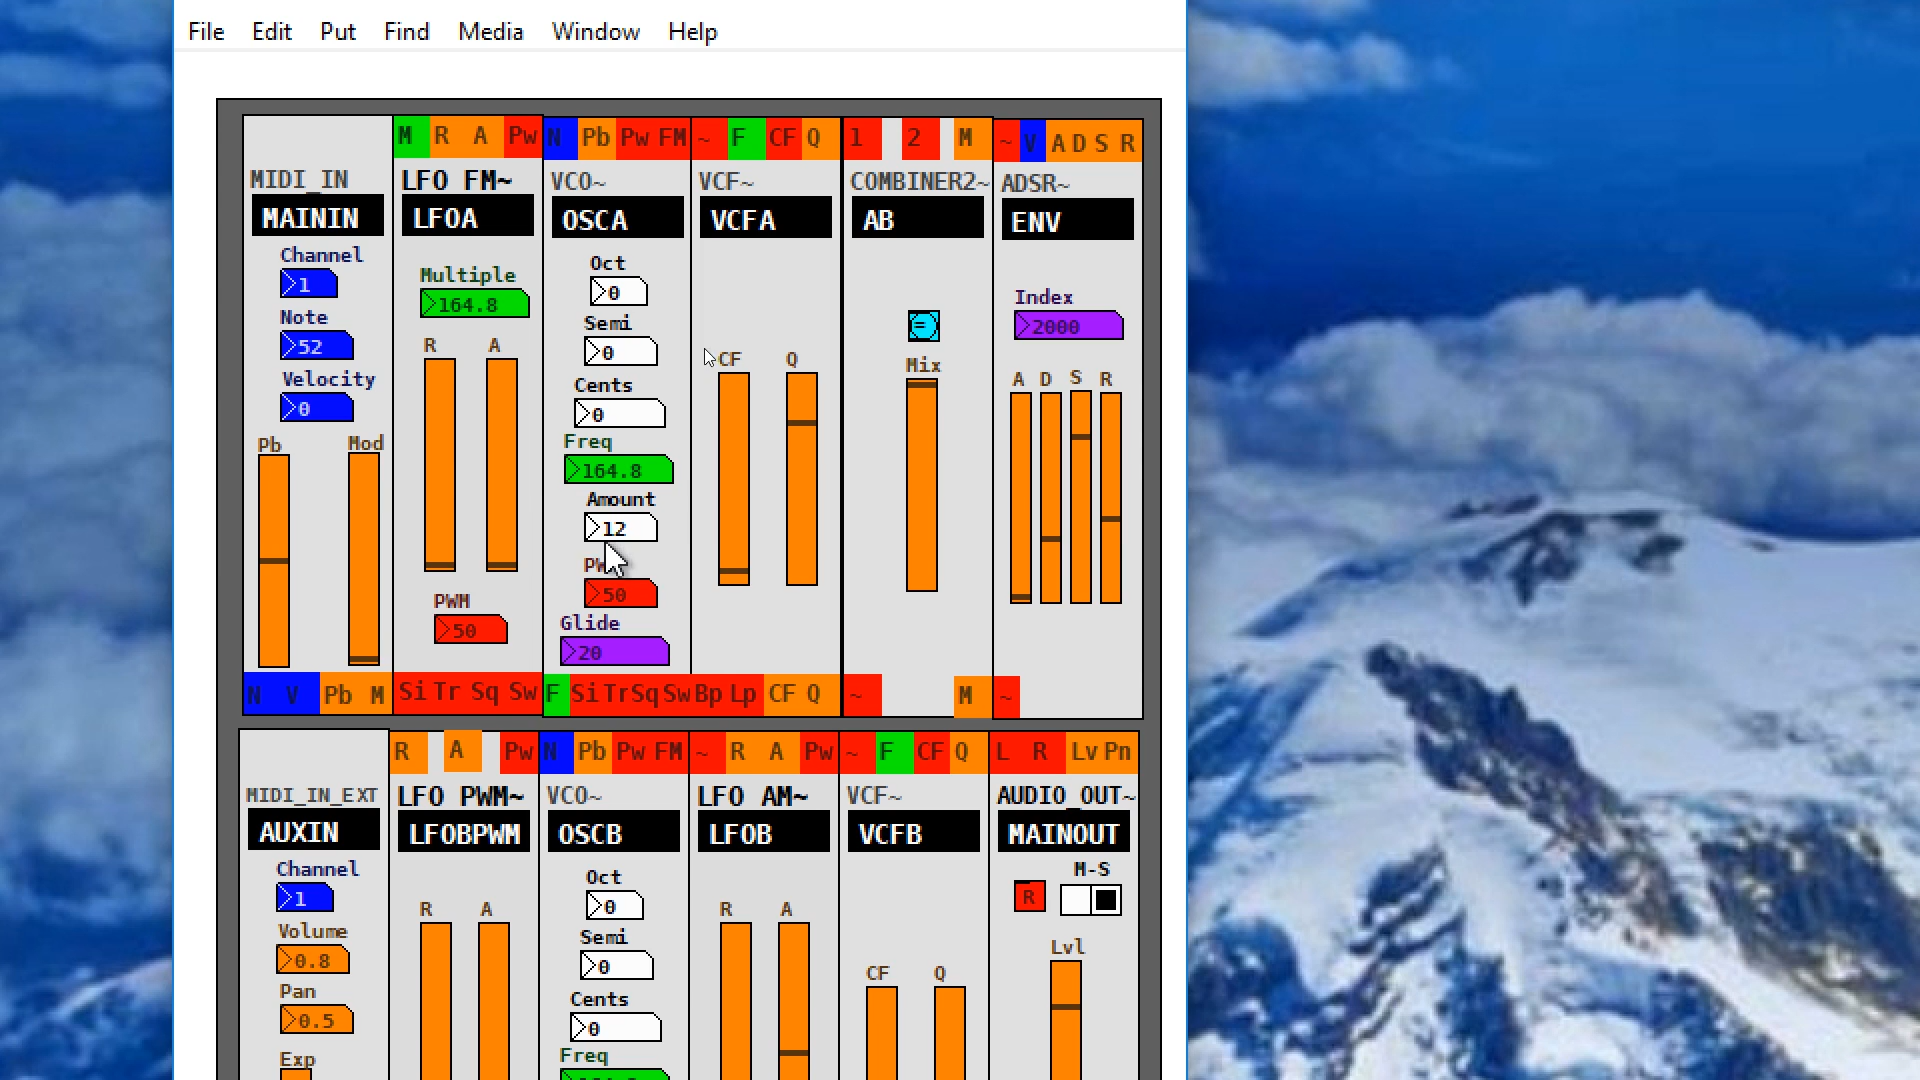 File Edit Put Find Media Window Help
M R A Pw N Pb Pw FM ~ F CF Q 1 2 M ~ V A D S R
MIDI_IN LFO FM~ VCO~ VCF~ COMBINER2~ ADSR~
MAININ LFOA OSCA VCFA AB ENV
Channel
1
Note
52
Velocity
0
Pb Mod
N V Pb M
Multiple
164.8
R A
PWM
50
Si Tr Sq Sw
Oct
0
Semi
0
Cents
0
Freq
164.8
Amount
12
50
Glide
20
F Si Tr Sq Sw
CF Q
Bp Lp CF Q
=
Mix
~ M
Index
2000
A D S R
~
R A Pw N Pb Pw FM ~ R A Pw ~ F CF Q L R Lv Pn
MIDI_IN_EXT LFO PWM~ VCO~ LFO AM~ VCF~ AUDIO_OUT~
AUXIN LFOBPWM OSCB LFOB VCFB MAINOUT
Channel
1
Volume
0.8
Pan
0.5
Exp
R A
Oct
0
Semi
0
Cents
0
Freq
R A
CF Q
M-S
R
Lvl